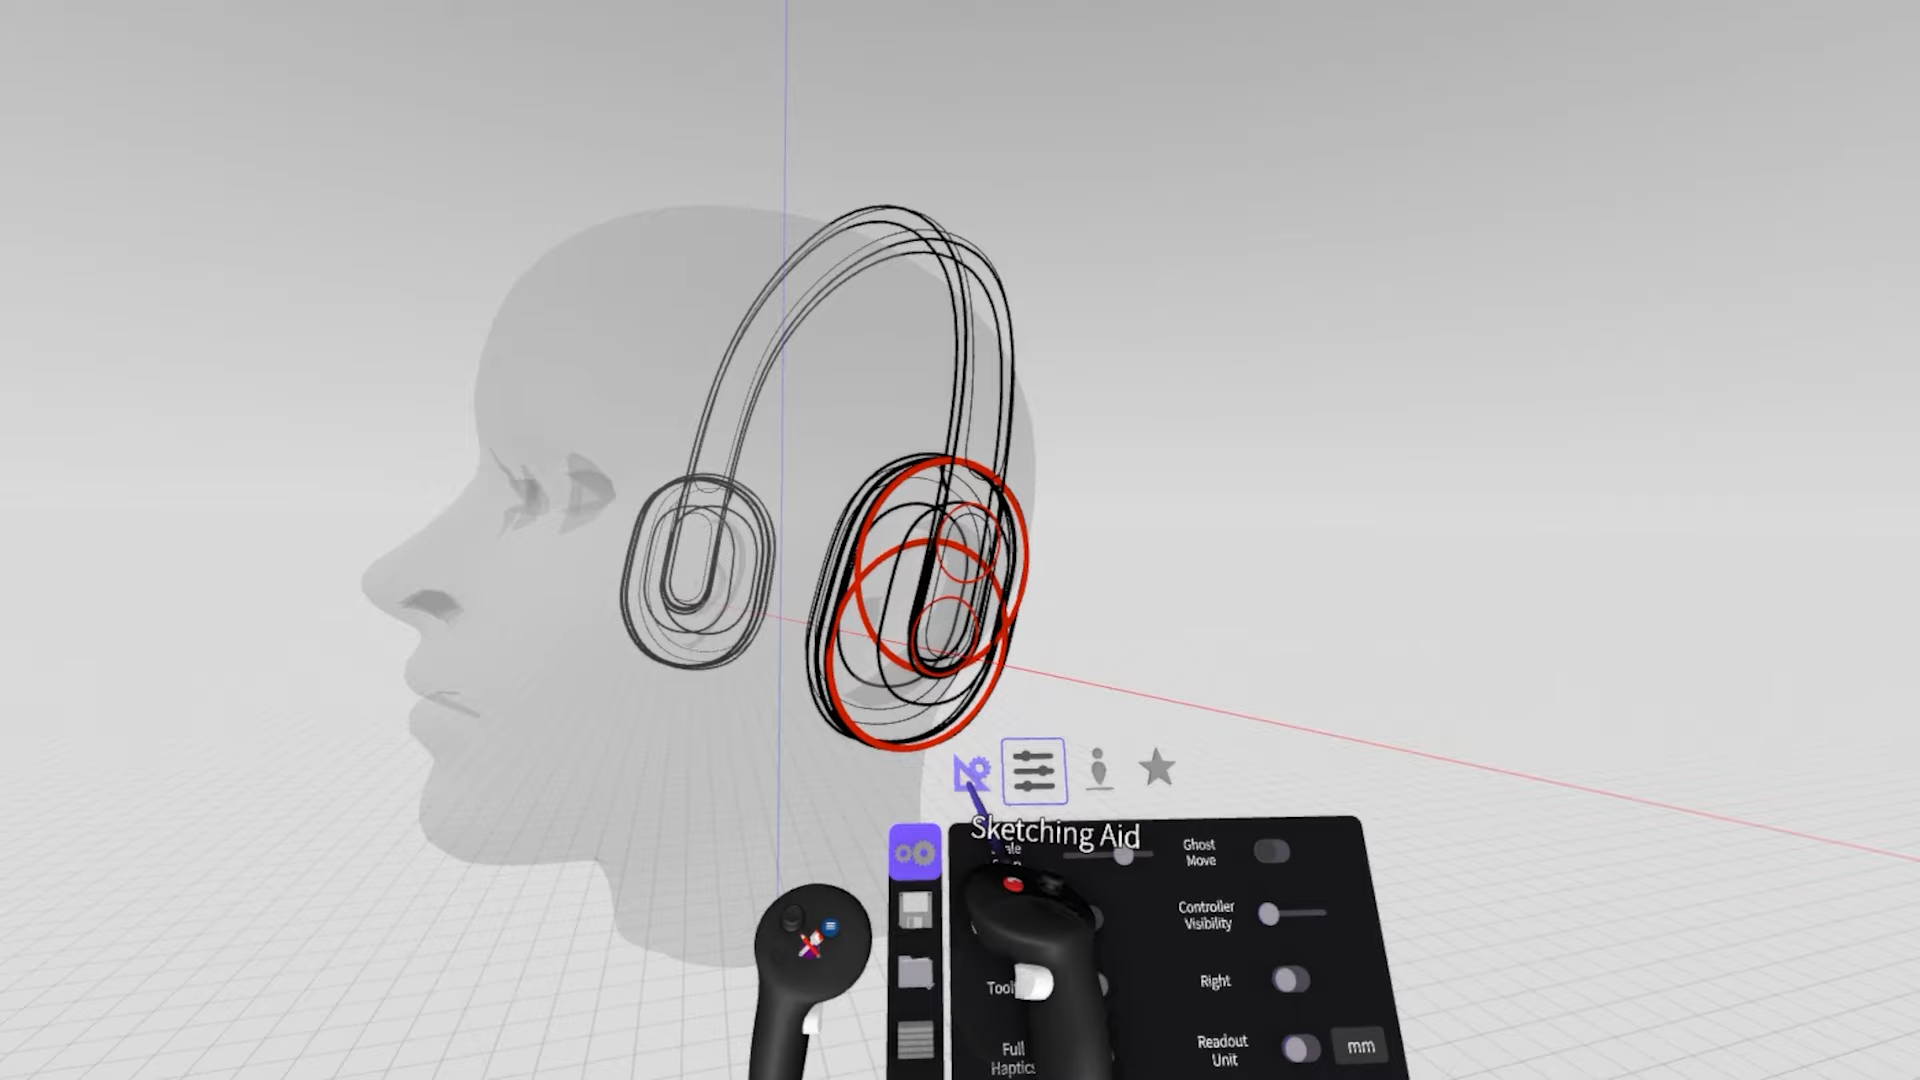 Sketching Aid
Ghost
Move
Controller
Visibility
Right
Full
Haptics
Readout
Unit
mm